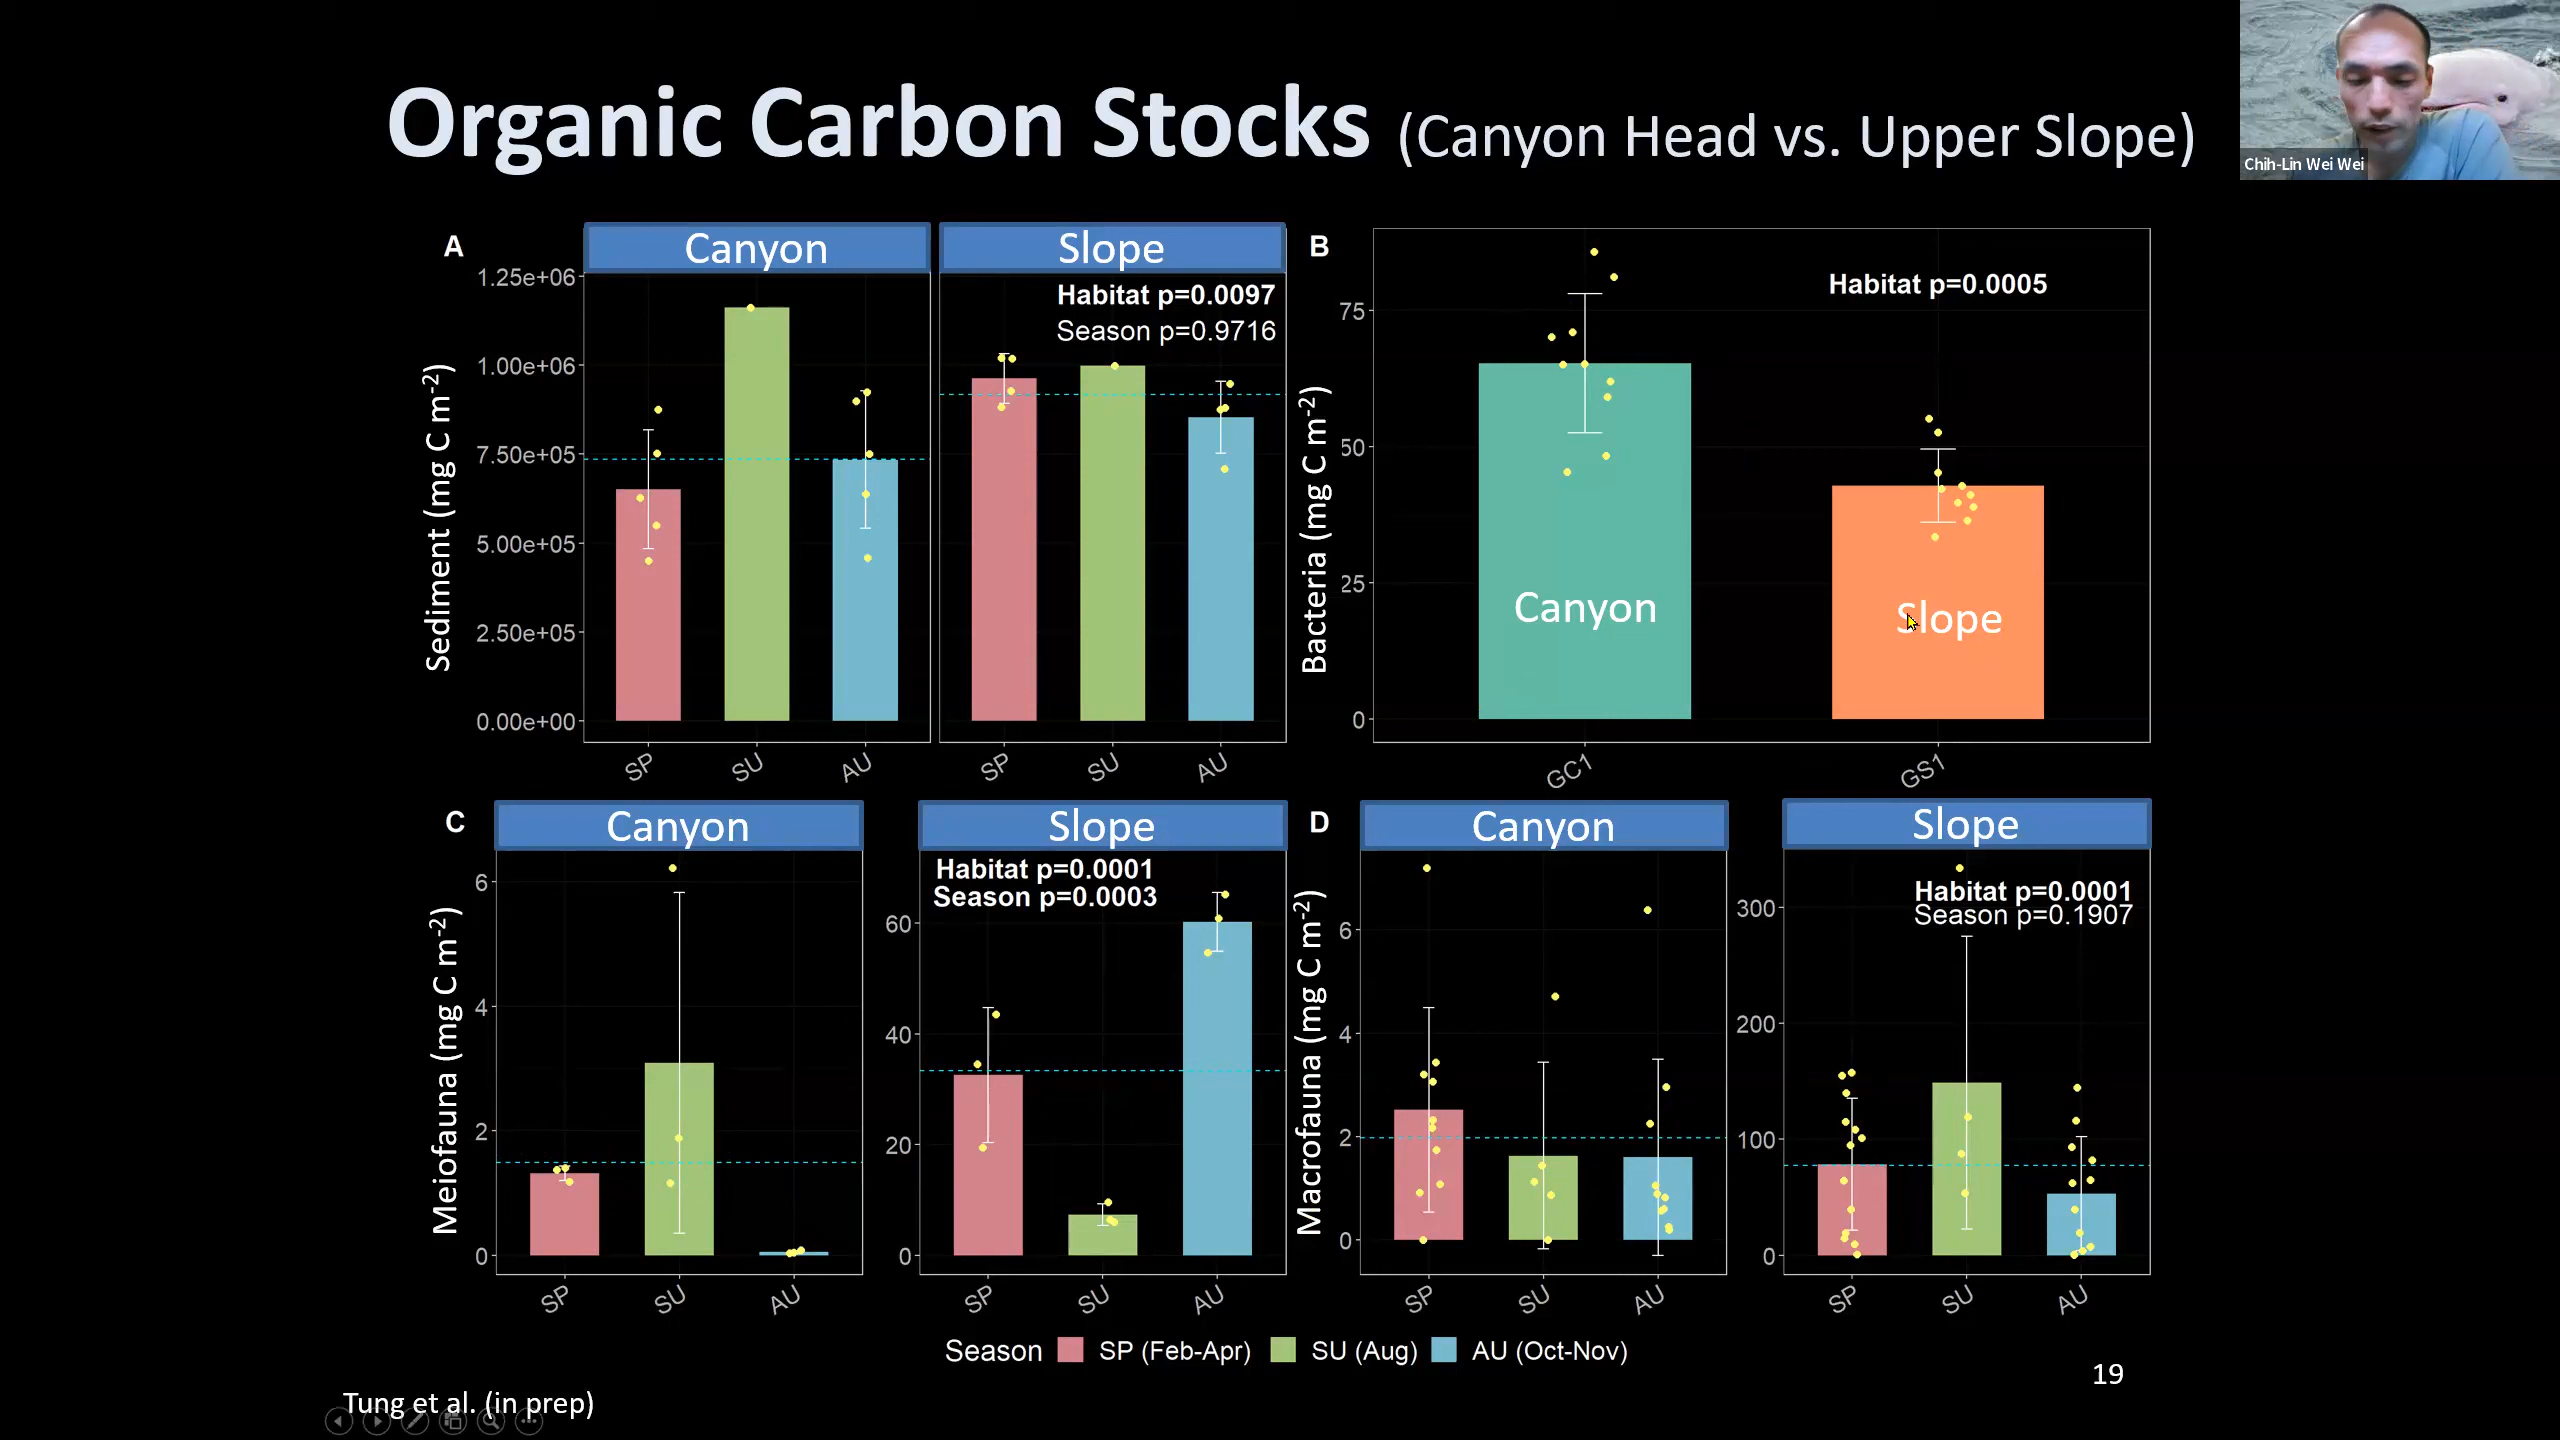 Organic Carbon Stocks (Canyon Head vs. Upper Slope)
Chih-Lin Wei Wei
A
Canyon
Slope
Sediment (mg C m-2)
1.25e+06
1.00e+06
7.50e+05
5.00e+05
2.50e+05
0.00e+00
Habitat p=0.0097
Season p=0.9716
SP
SU
AU
SP
SU
AU
B
Bacteria (mg C m-2)
75
50
25
0
Habitat p=0.0005
Canyon
Slope
GC1
GS1
C
Canyon
Slope
Meiofauna (mg C m-2)
6
4
2
0
60
40
20
0
Habitat p=0.0001
Season p=0.0003
SP
SU
AU
SP
SU
AU
D
Canyon
Slope
Macrofauna (mg C m-2)
6
4
2
0
300
200
100
0
Habitat p=0.0001
Season p=0.1907
SP
SU
AU
SP
SU
AU
Season SP (Feb-Apr) SU (Aug) AU (Oct-Nov)
19
Tung et al. (in prep)